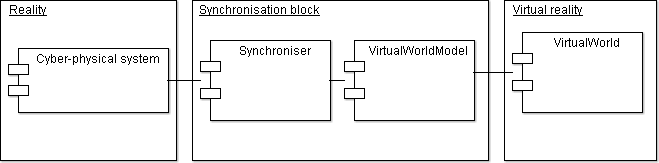 Reality
Cyber-physical system
Synchronisation block
Synchroniser
VirtualWorldModel
Virtual reality
VirtualWorld